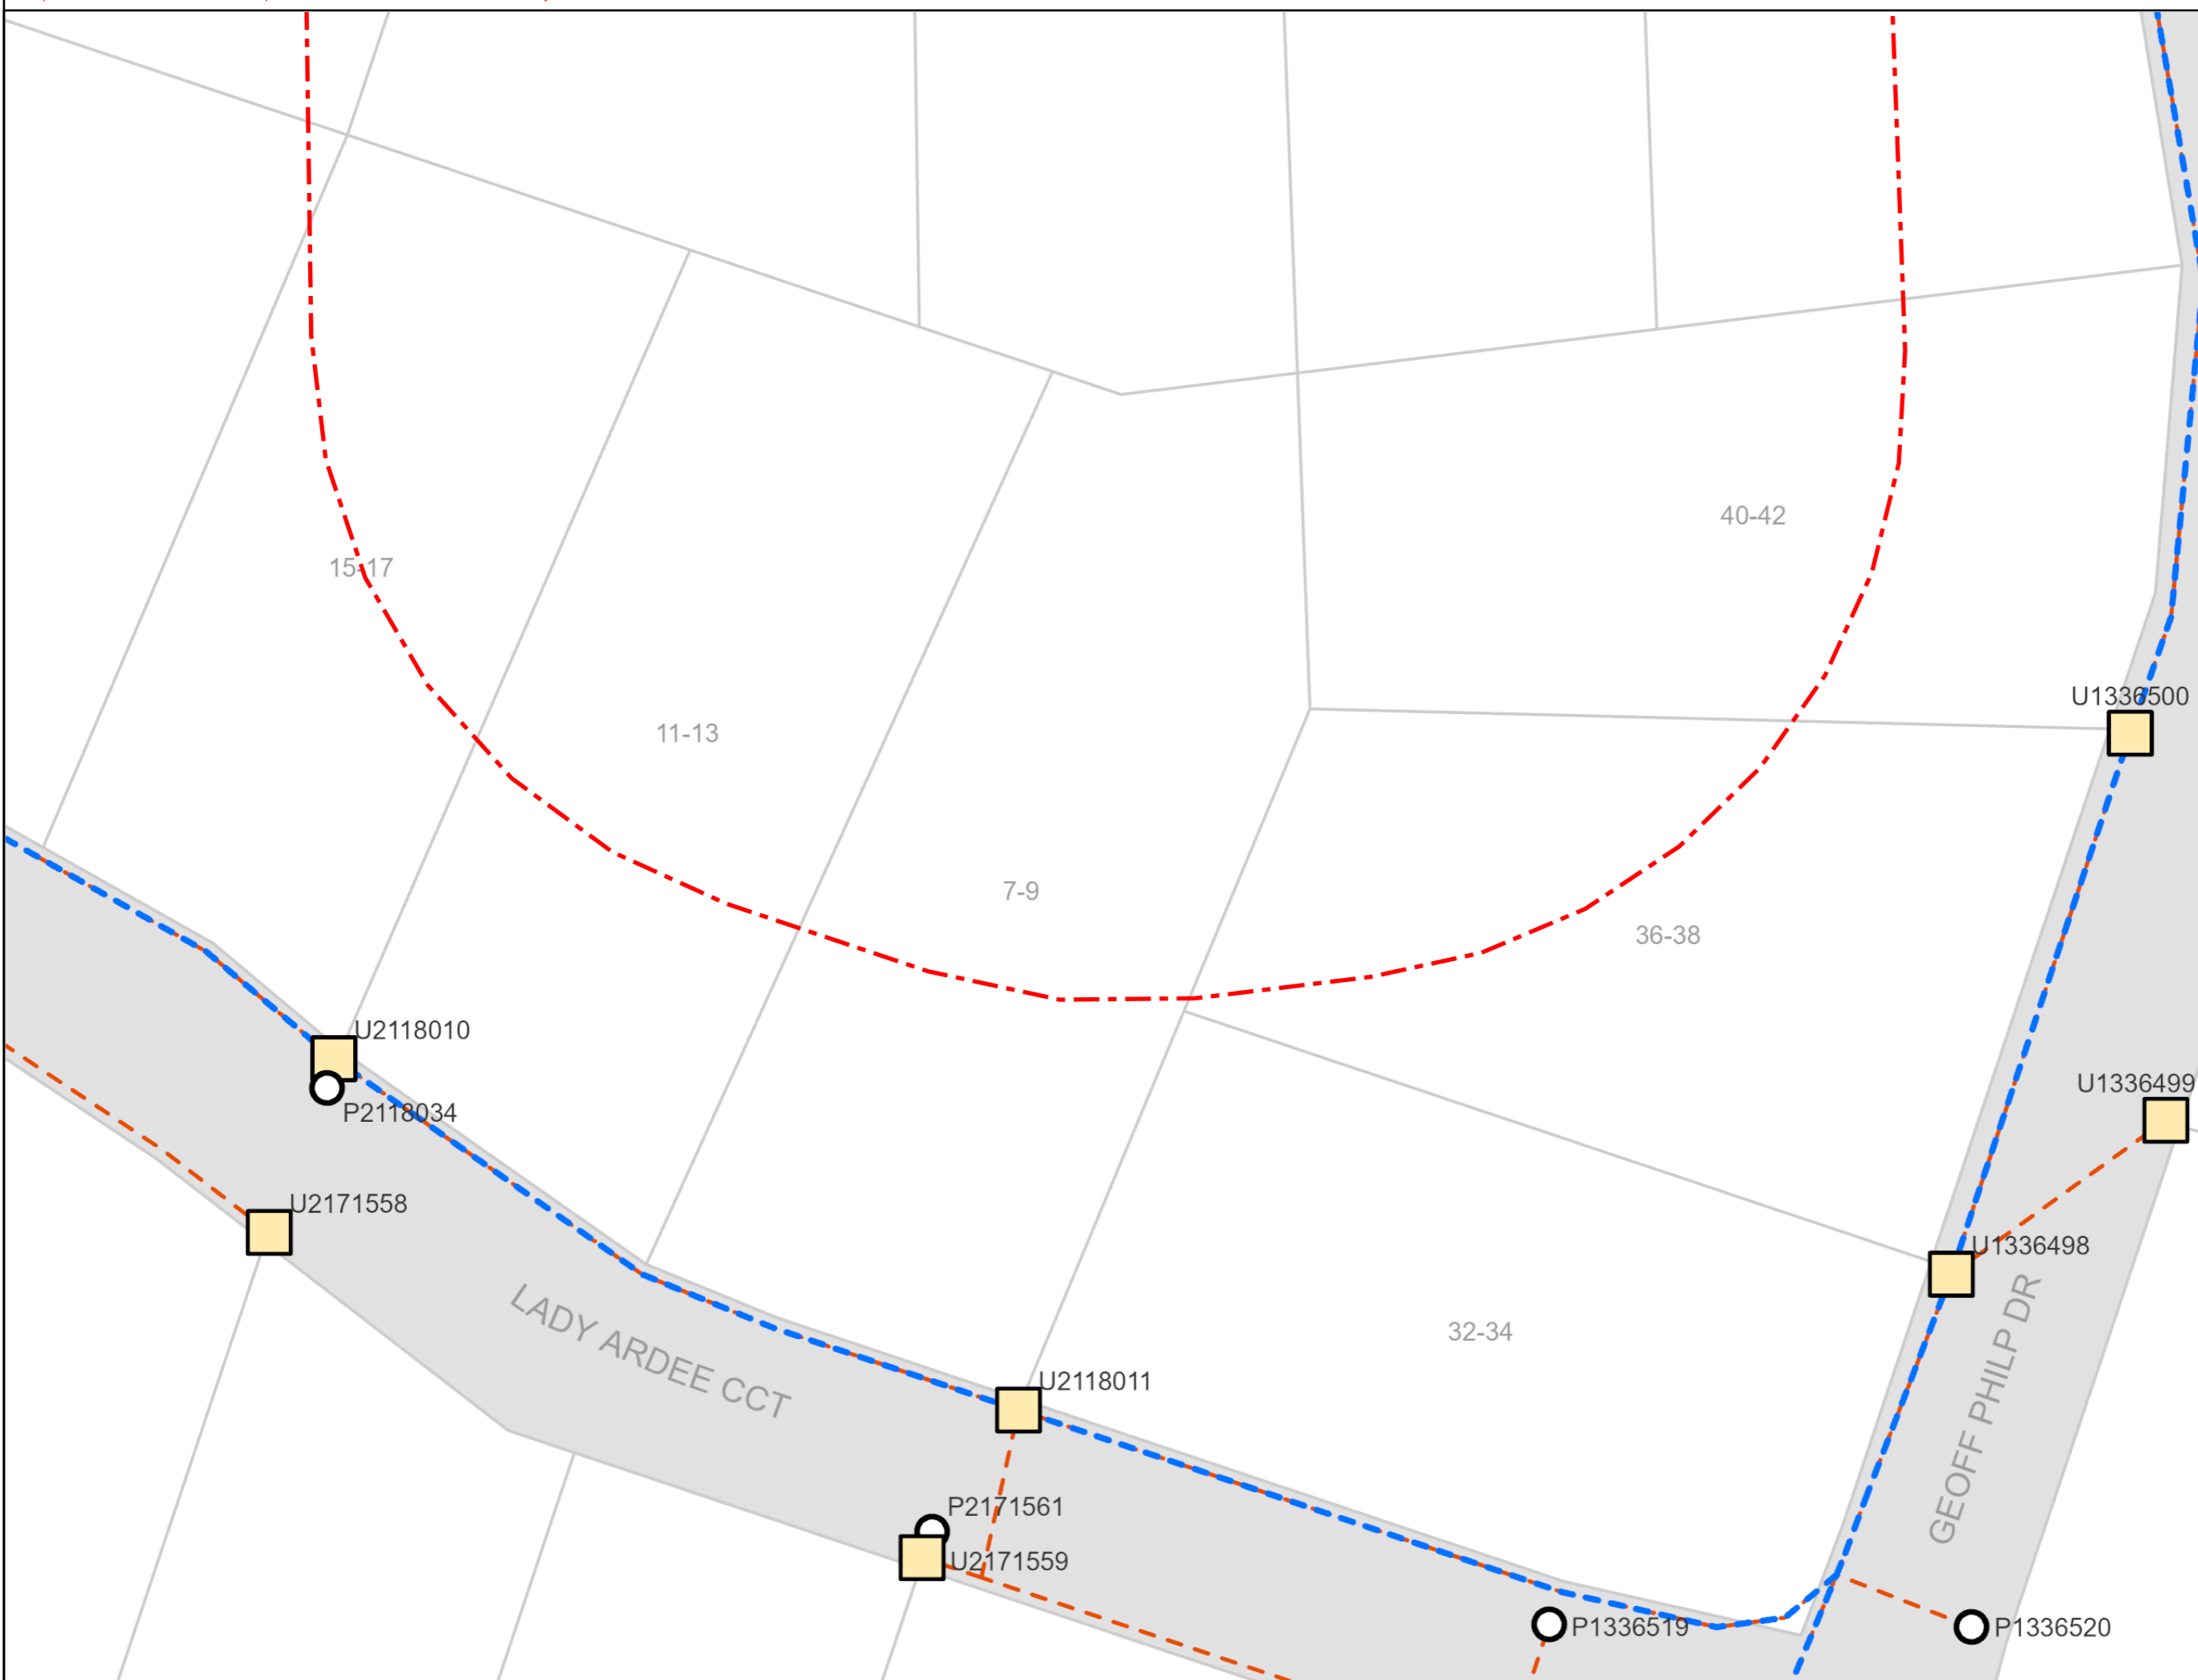 40-42
15-17
U1336500
11-13
7-9
36-38
U2118010
U1336499
P2118034
U2171558
U1336498
LADY ARDEE CCT
32-34
U2118011
GEOFF PHILP DR
P2171561
U2171559
P1336519
P1336520